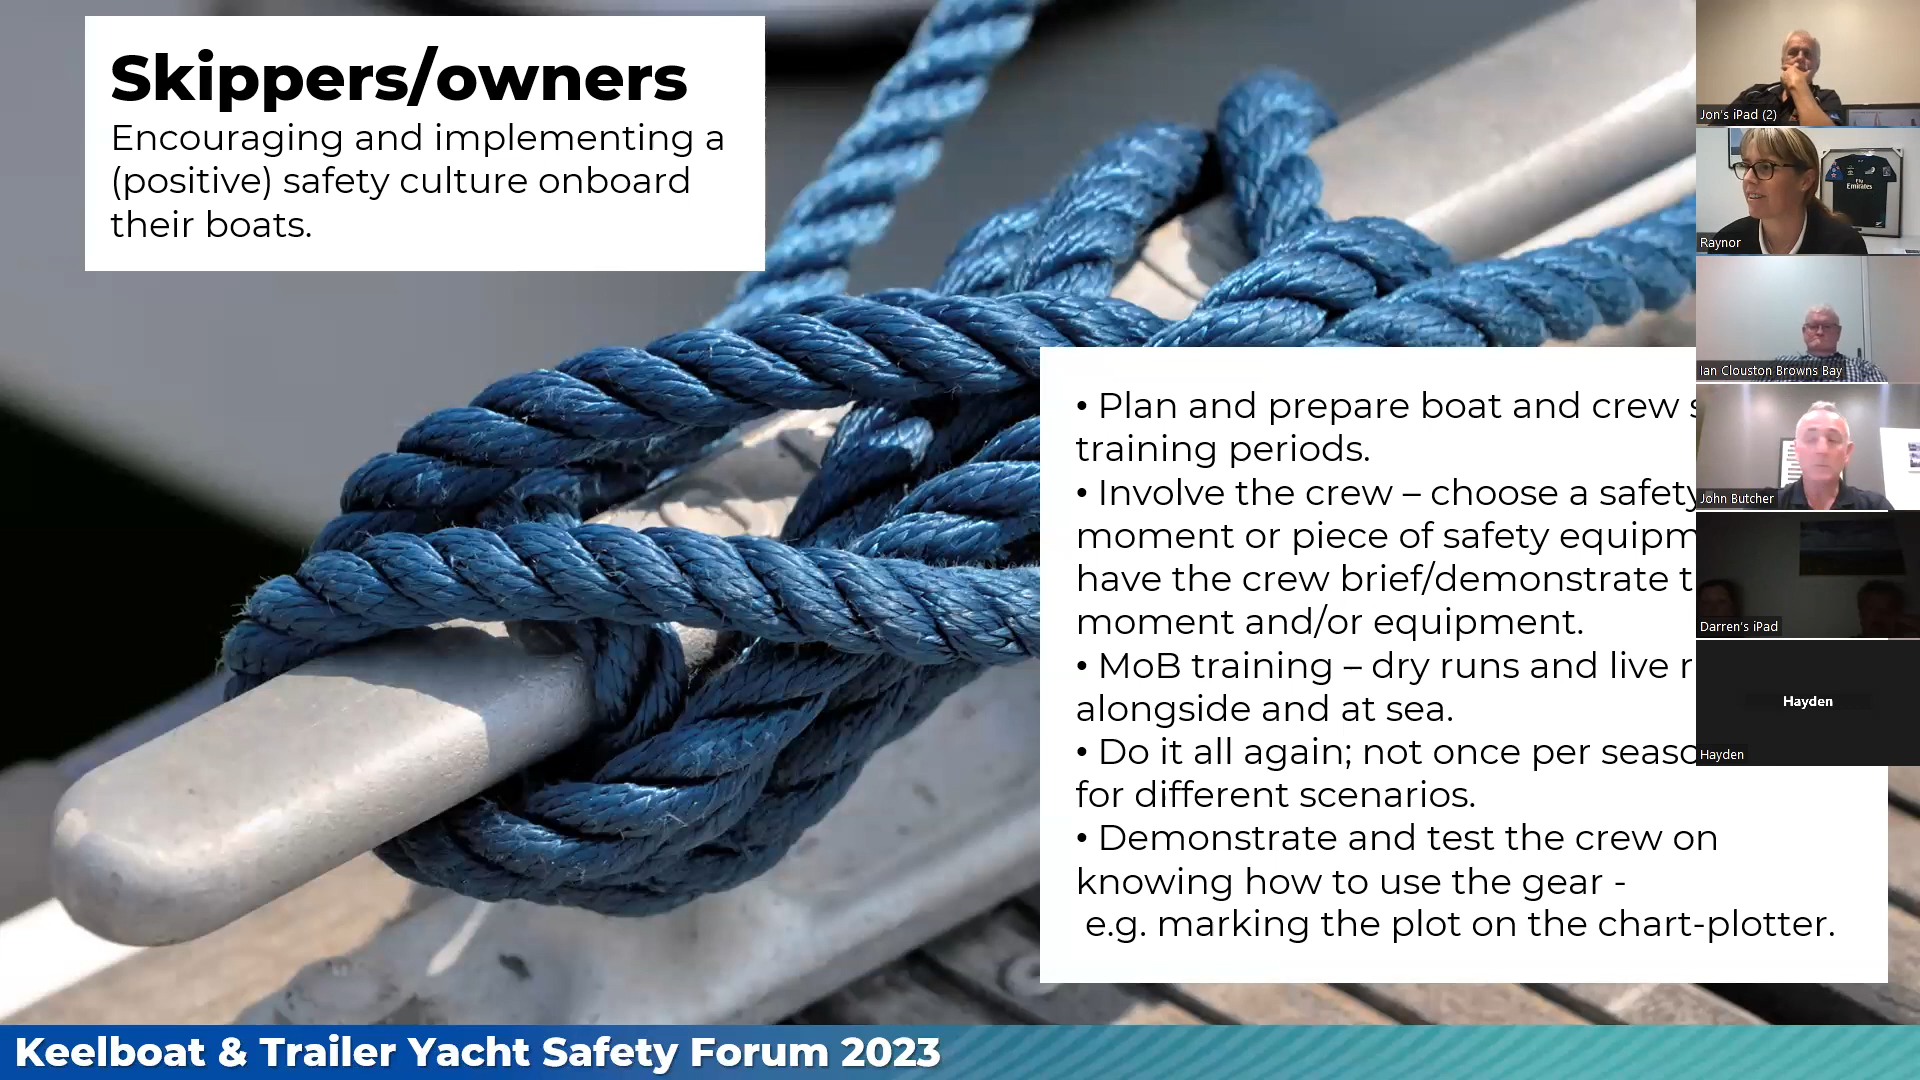 Skippers/owners
Encouraging and implementing a
(positive) safety culture onboard
their boats.
• Plan and prepare boat and crew
training periods.
• Involve the crew – choose a safety
moment or piece of safety
have the crew brief/demonstrate
moment and/or equipment.
• MoB training – dry runs and live
alongside and at sea.
• Do it all again; not once per
for different scenarios.
• Demonstrate and test the crew on
knowing how to use the gear -
e.g. marking the plot on the chart-plotter.
Keelboat & Trailer Yacht Safety Forum 2023
Jon's iPad (2)
Fly
Emirates
Raynor
Ian Clouston Browns Bay
John Butcher
Darren's iPad
Hayden
Hayden